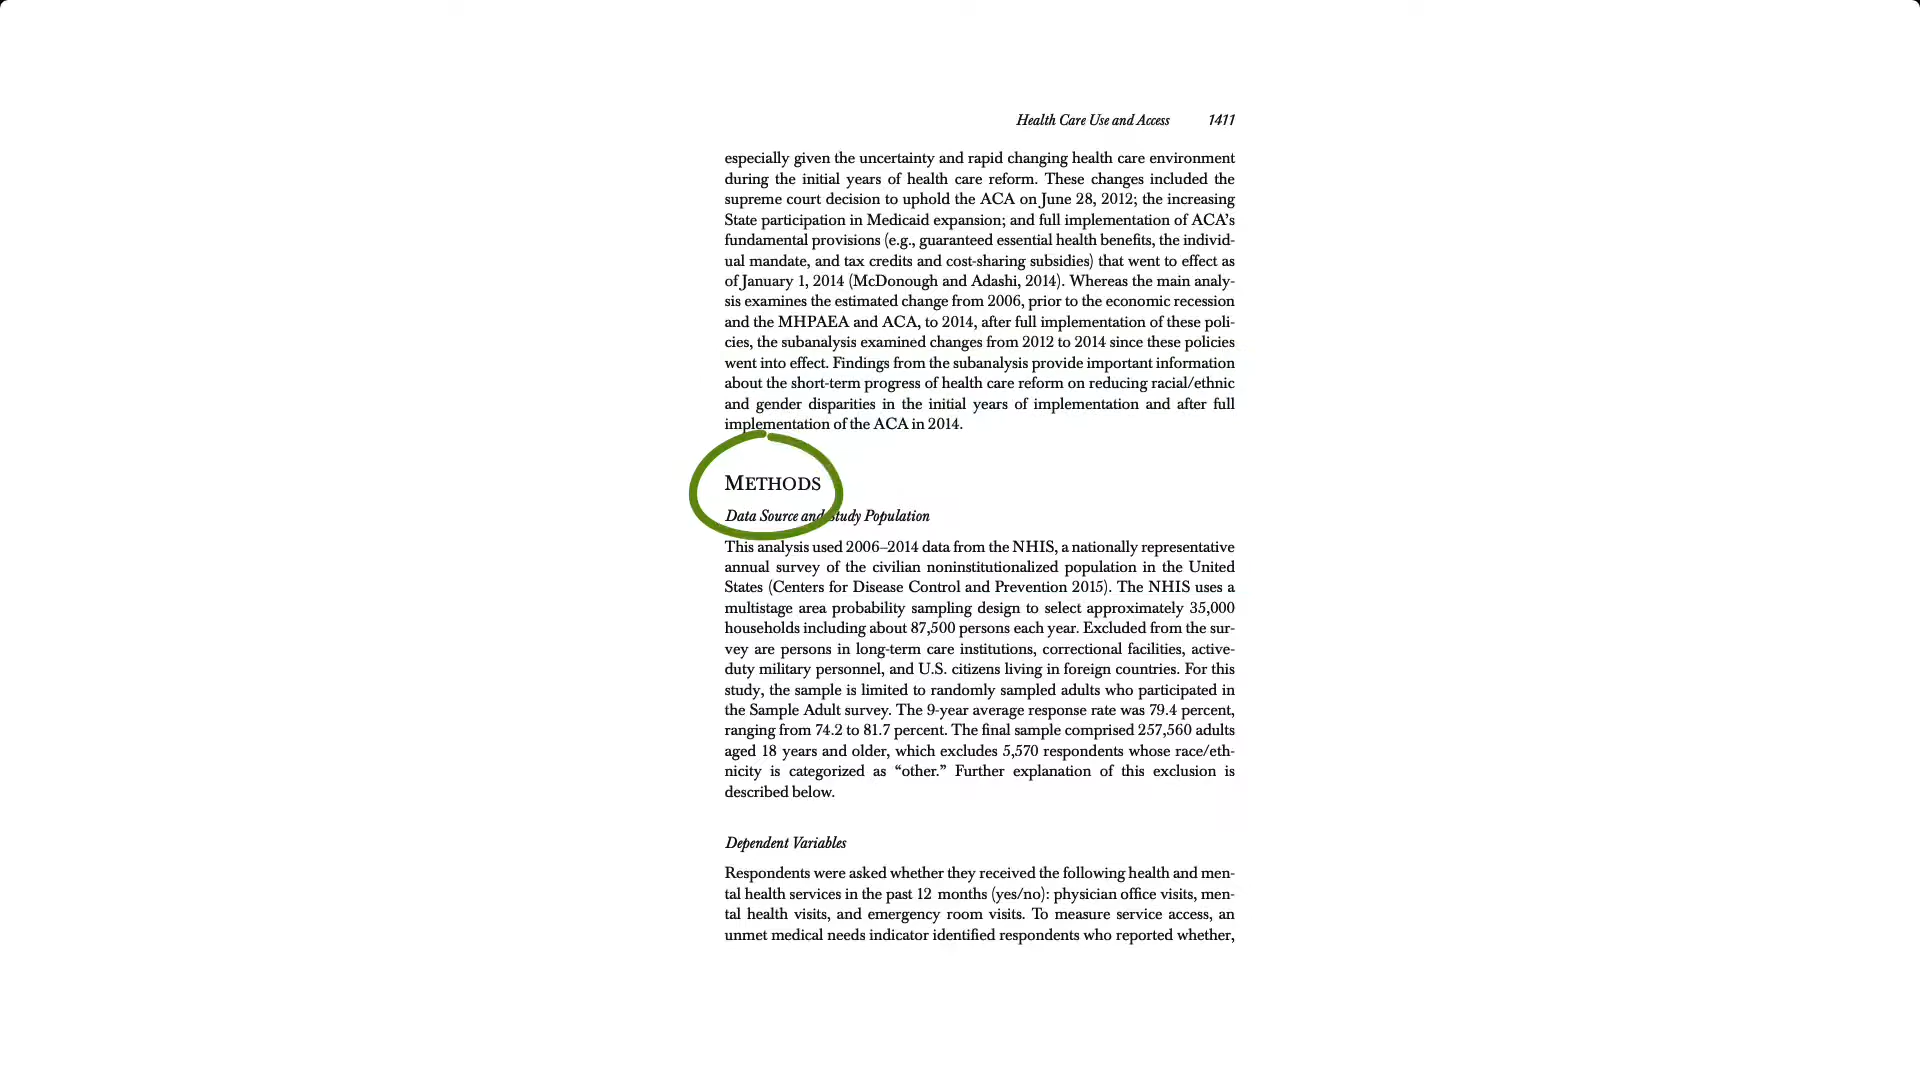 Health Care Use and Access 1411
especially given the uncertainty and rapid changing health care environment
during the initial years of health care reform. These changes included the
supreme court decision to uphold the ACA on June 28, 2012; the increasing
State participation in Medicaid expansion; and full implementation of ACA’s
fundamental provisions (e.g., guaranteed essential health benefits, the individ-
ual mandate, and tax credits and cost-sharing subsidies) that went to effect as
of January 1, 2014 (McDonough and Adashi, 2014). Whereas the main analy-
sis examines the estimated change from 2006, prior to the economic recession
and the MHPAEA and ACA, to 2014, after full implementation of these poli-
cies, the subanalysis examined changes from 2012 to 2014 since these policies
went into effect. Findings from the subanalysis provide important information
about the short-term progress of health care reform on reducing racial/ethnic
and gender disparities in the initial years of implementation and after full
implementation of the ACA in 2014.
METHODS
Data Source and Study Population
This analysis used 2006–2014 data from the NHIS, a nationally representative
annual survey of the civilian noninstitutionalized population in the United
States (Centers for Disease Control and Prevention 2015). The NHIS uses a
multistage area probability sampling design to select approximately 35,000
households including about 87,500 persons each year. Excluded from the sur-
vey are persons in long-term care institutions, correctional facilities, active-
duty military personnel, and U.S. citizens living in foreign countries. For this
study, the sample is limited to randomly sampled adults who participated in
the Sample Adult survey. The 9-year average response rate was 79.4 percent,
ranging from 74.2 to 81.7 percent. The final sample comprised 257,560 adults
aged 18 years and older, which excludes 5,570 respondents whose race/eth-
nicity is categorized as “other.” Further explanation of this exclusion is
described below.
Dependent Variables
Respondents were asked whether they received the following health and men-
tal health services in the past 12 months (yes/no): physician office visits, men-
tal health visits, and emergency room visits. To measure service access, an
unmet medical needs indicator identified respondents who reported whether,